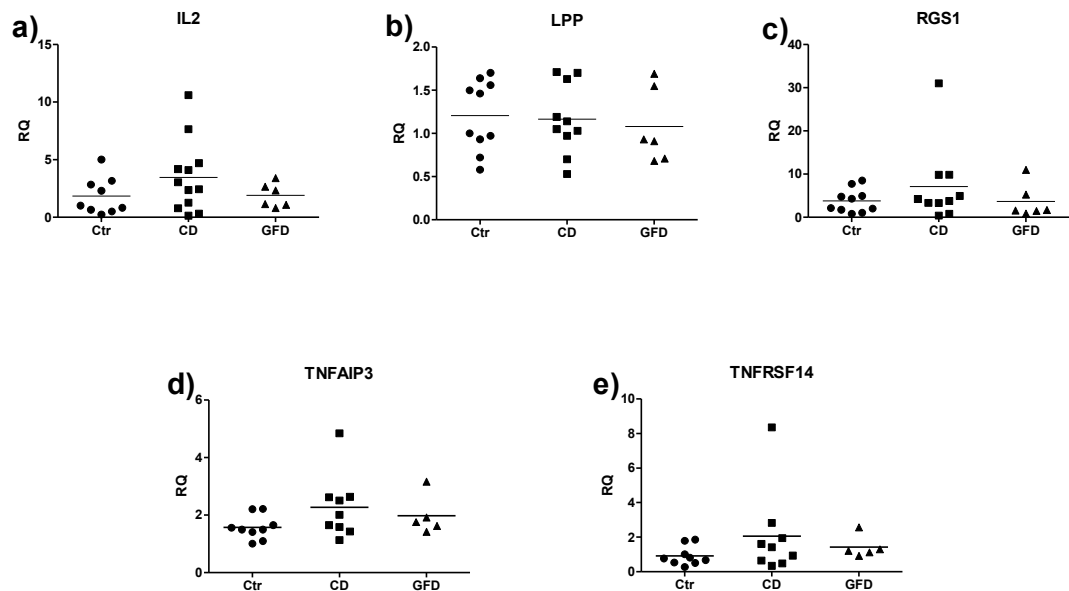 a)
IL2
15
10
5
0
RQ
Ctr
CD
GFD
b)
LPP
2.0
1.5
1.0
0.5
0.0
RQ
Ctr
CD
GFD
c)
RGS1
40
30
20
10
0
RQ
Ctr
CD
GFD
d)
TNFAIP3
6
4
2
0
RQ
Ctr
CD
GFD
e)
TNFRSF14
10
8
6
4
2
0
RQ
Ctr
CD
GFD